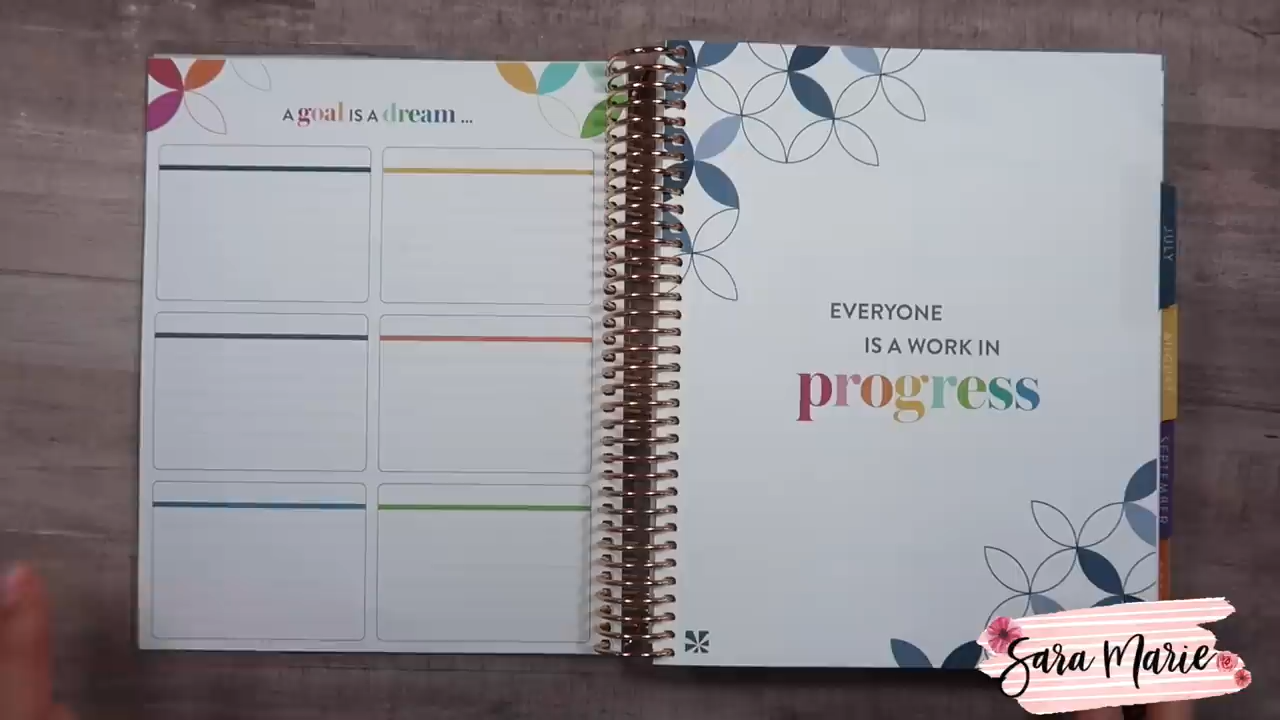 A goal IS A dream ...
EVERYONE
IS A WORK IN
progress
JULY
AUGUST
SEPTEMBER
Sara Marie